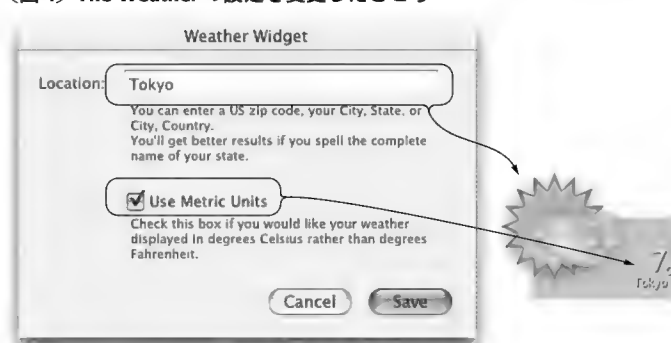 Weather Widget
Location: Tokyo
You can enter a US zip code, your City, State, or
City, Country.
You'll get better results if you spell the complete
name of your state.
Use Metric Units
Check this box if you would like your weather
displayed in degrees Celsius rather than degrees
Fahrenheit.
Cancel Save
Tokyo